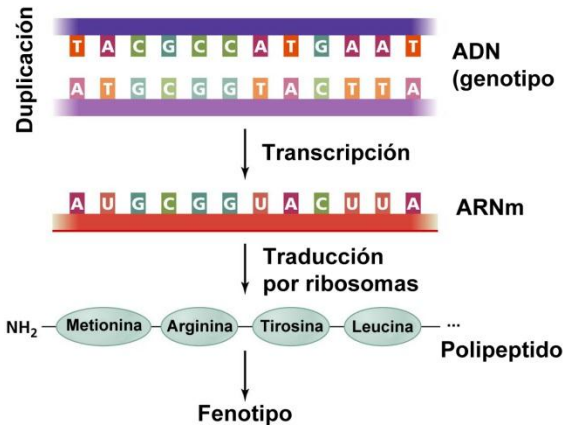 Duplicación
T A C G C C A T G A A T
A T G C G G T A C T T A
ADN
(genotipo
Transcripción
A U G C G G U A C U U A
ARNm
Traducción
por ribosomas
NH2 Metionina Arginina Tirosina Leucina ...
Polipeptido
Fenotipo